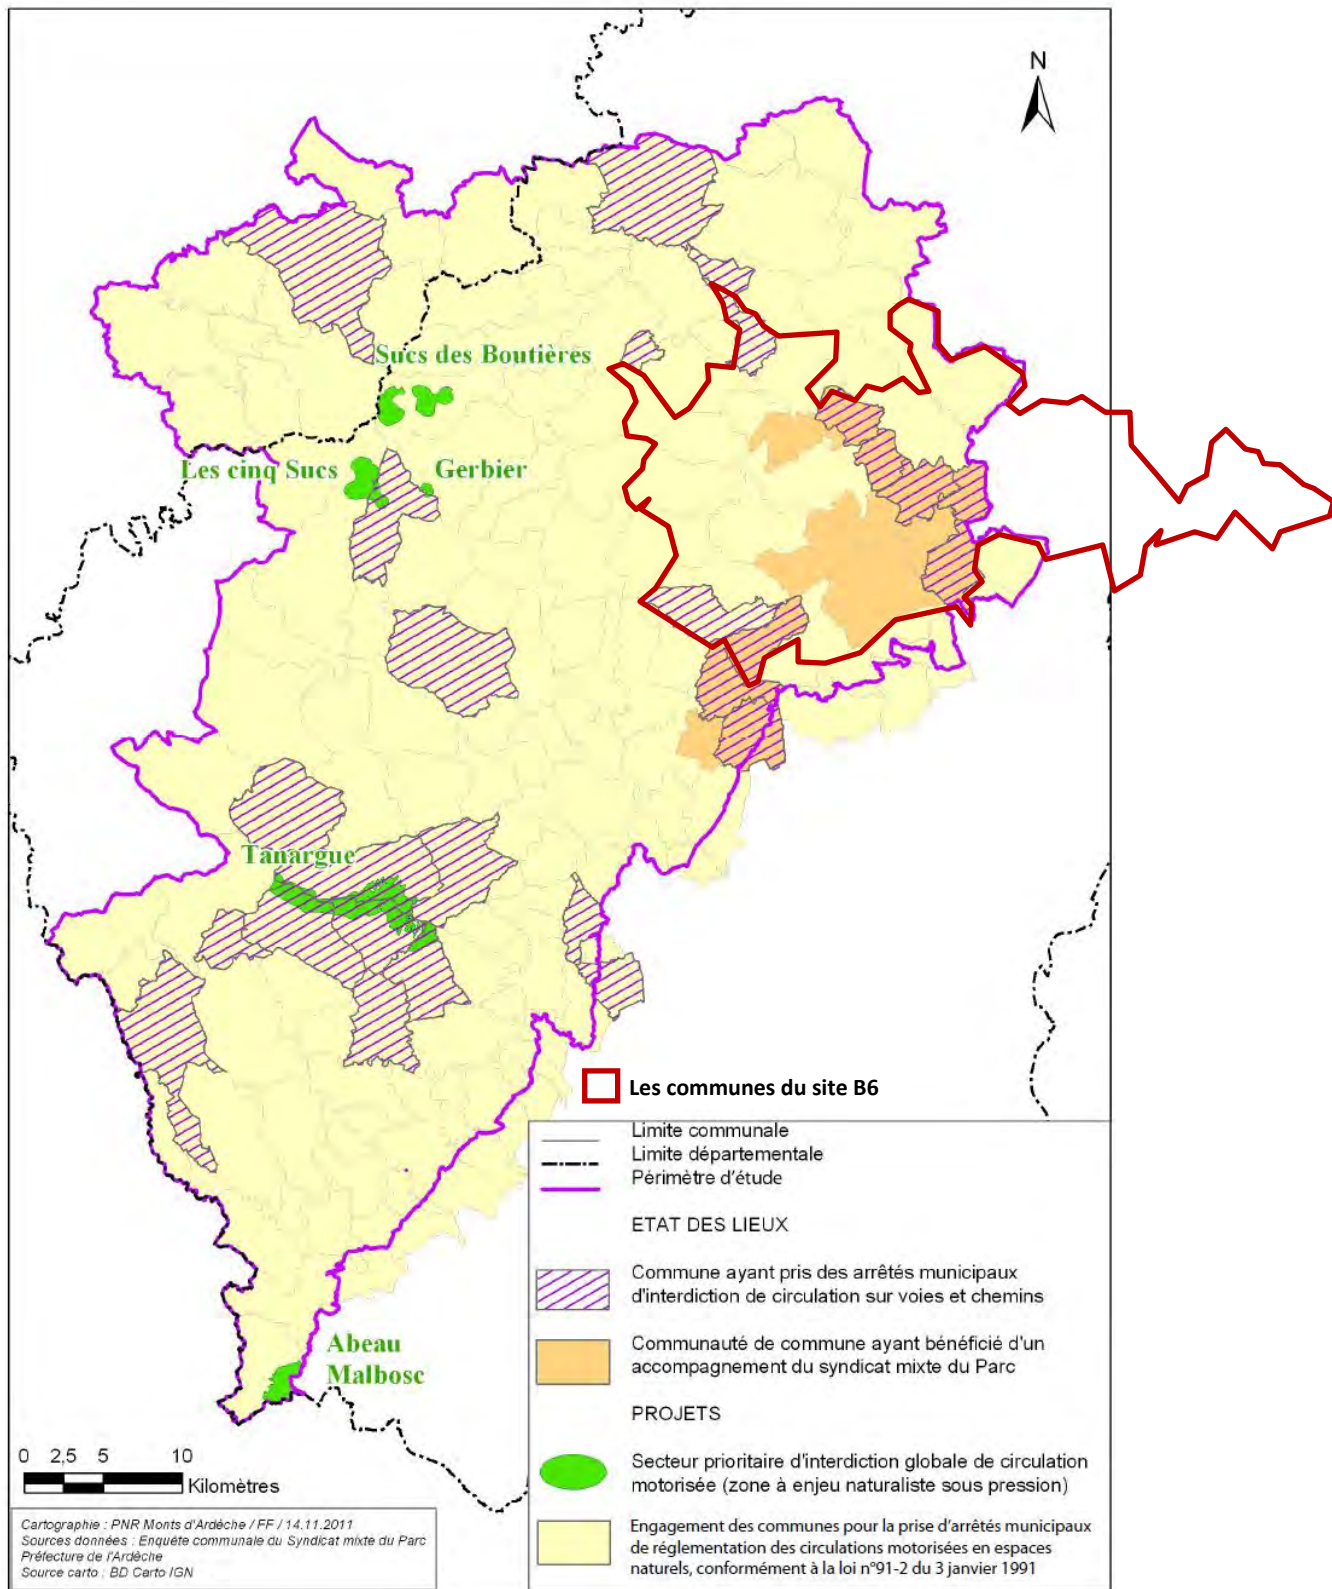 N
Sucs des Boutières
Les cinq Sucs
Gerbier
Tanargue
Les communes du site B6
Limite communale
Limite départementale
Périmètre d'étude
ETAT DES LIEUX
Commune ayant pris des arrêtés municipaux
d'interdiction de circulation sur voies et chemins
Communauté de commune ayant bénéficié d'un
accompagnement du syndicat mixte du Parc
PROJETS
Secteur prioritaire d'interdiction globale de circulation
motorisée (zone à enjeu naturaliste sous pression)
Engagement des communes pour la prise d'arrêtés municipaux
de réglementation des circulations motorisées en espaces
naturels, conformément à la loi n°91-2 du 3 janvier 1991
Abeau
Malbosc
0 2,5 5 10
Kilomètres
Cartographie : PNR Monts d'Ardèche / FF / 14.11.2011
Sources données : Enquête communale du Syndicat mixte du Parc
Préfecture de l'Ardèche
Source carto : BD Carto IGN